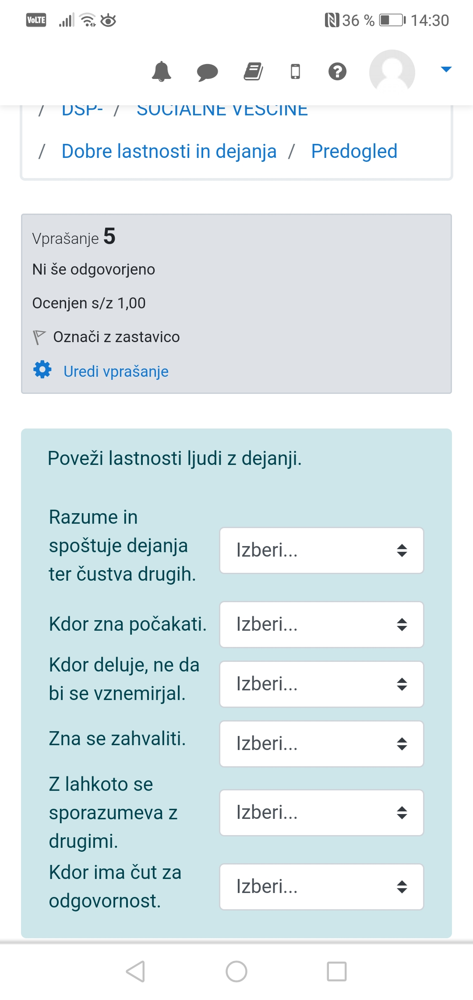 VoLTE 36 % 14:30
/ DSP- / SOCIALNE VEŠČINE
/ Dobre lastnosti in dejanja / Predogled
Vprašanje 5
Ni še odgovorjeno
Ocenjen s/z 1,00
Označi z zastavico
Uredi vprašanje
Poveži lastnosti ljudi z dejanji.
Razume in
spoštuje dejanja
ter čustva drugih.
Izberi...
Kdor zna počakati.
Izberi...
Kdor deluje, ne da
bi se vznemirjal.
Izberi...
Zna se zahvaliti.
Izberi...
Z lahkoto se
sporazumeva z
drugimi.
Izberi...
Kdor ima čut za
odgovornost.
Izberi...